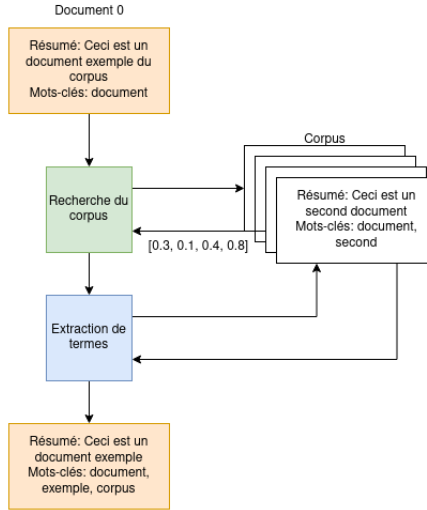 Document 0
Résumé: Ceci est un
document exemple du
corpus
Mots-clés: document
Corpus
Recherche du
corpus
Résumé: Ceci est un
second document
Mots-clés: document,
second
[0.3, 0.1, 0.4, 0.8]
Extraction de
termes
Résumé: Ceci est un
document exemple
Mots-clés: document,
exemple, corpus